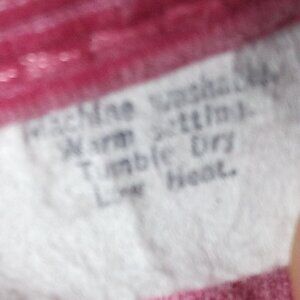 Machine washable.
Warm setting.
Tumble Dry
Low Heat.